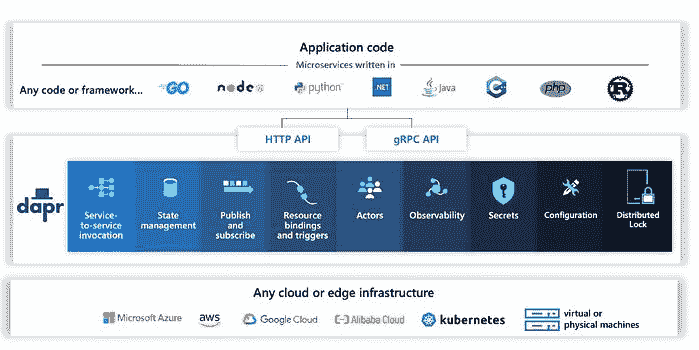 Application code
Microservices written in
Any code or framework...
GO
node
python
.NET
Java
C++
php
R
HTTP API
gRPC API
dapr
Service-
to-service
invocation
State
management
Publish
and
subscribe
Resource
bindings
and triggers
Actors
Observability
Secrets
Configuration
Distributed
Lock
Any cloud or edge infrastructure
Microsoft Azure
aws
Google Cloud
Alibaba Cloud
kubernetes
virtual or
physical machines